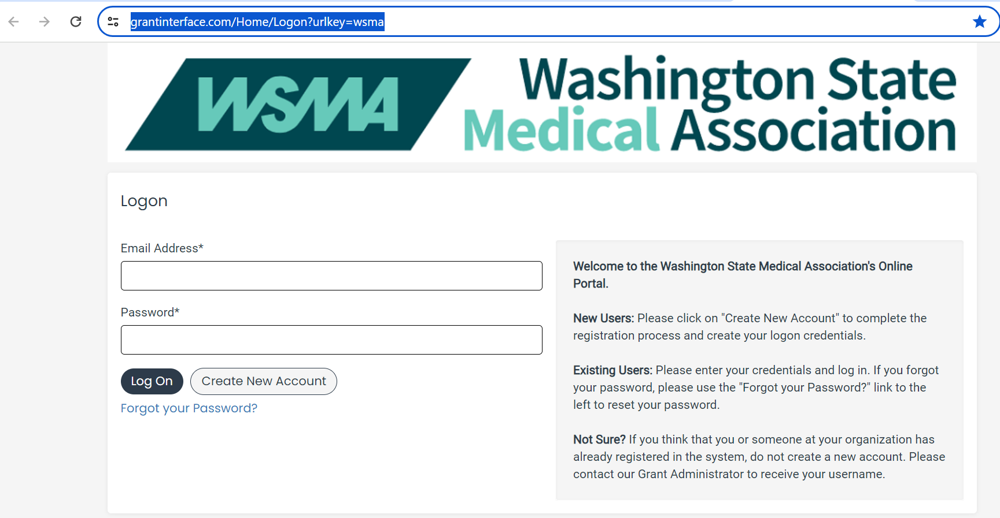 grantinterface.com/Home/Logon?urlkey=wsma
WSMA
Washington State
Medical Association
Logon
Email Address*
Password*
Log On
Create New Account
Forgot your Password?
Welcome to the Washington State Medical Association's Online
Portal.
New Users: Please click on "Create New Account" to complete the
registration process and create your logon credentials.
Existing Users: Please enter your credentials and log in. If you forgot
your password, please use the "Forgot your Password?" link to the
left to reset your password.
Not Sure? If you think that you or someone at your organization has
already registered in the system, do not create a new account. Please
contact our Grant Administrator to receive your username.